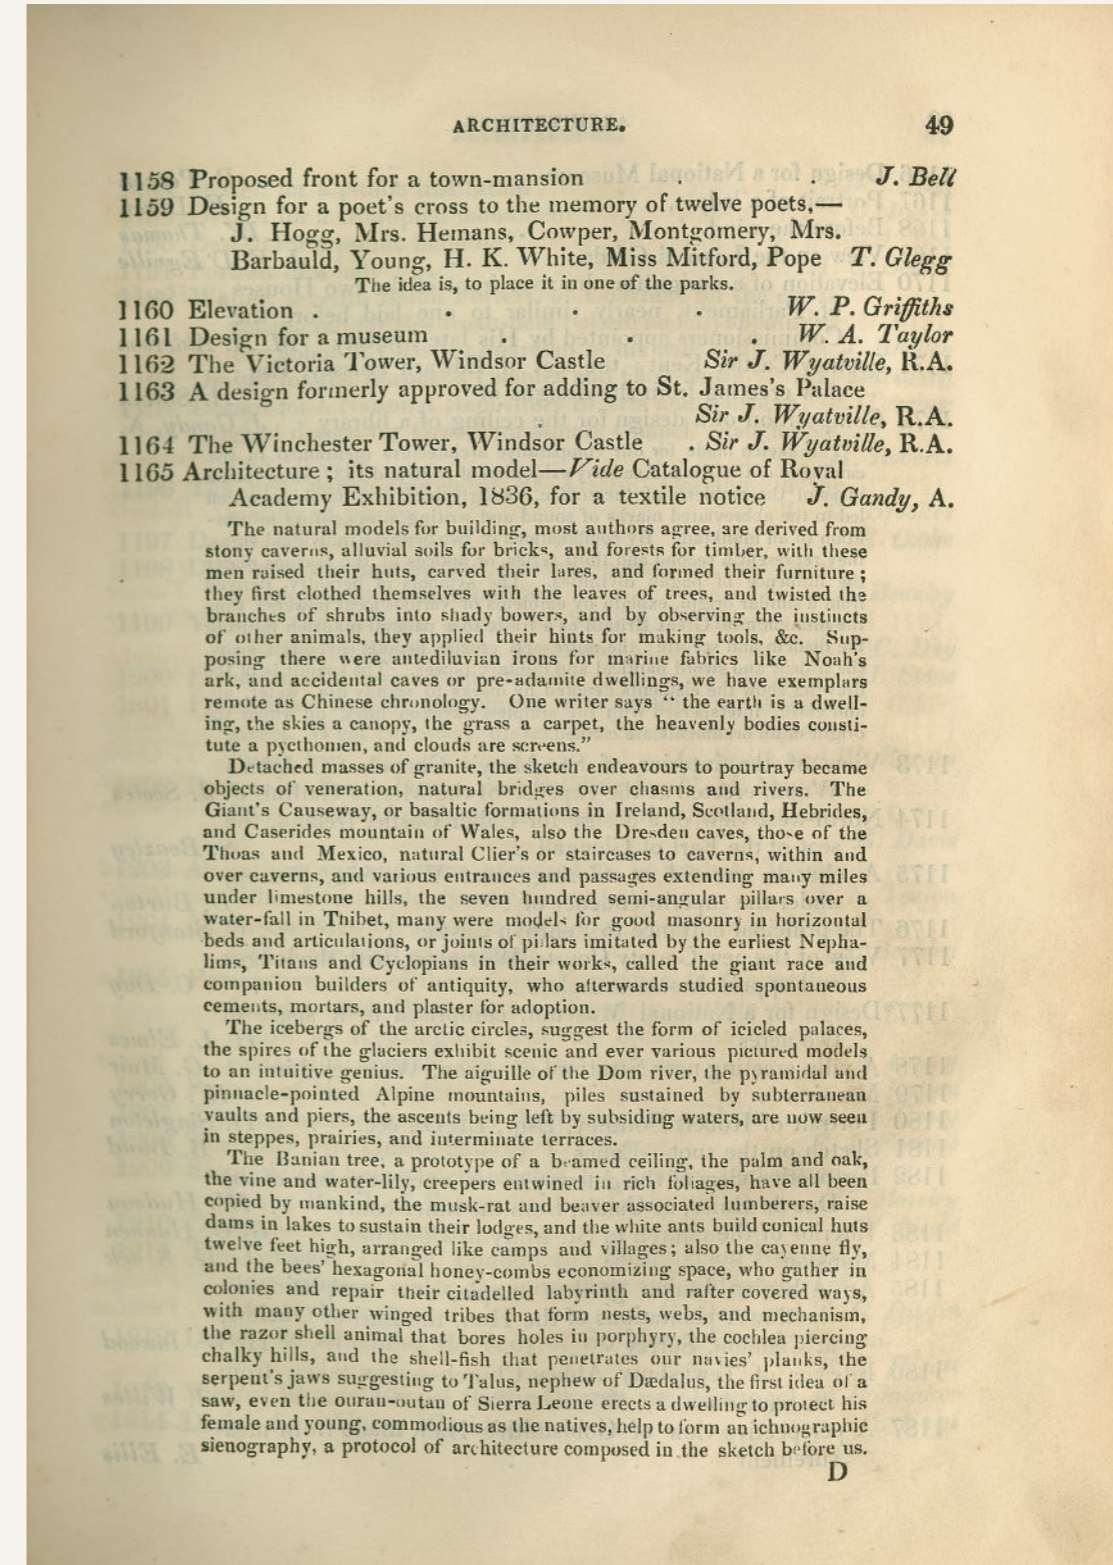 ARCHITECTURE. 49
1158 Proposed front for a town-mansion . . J. Bell
1159 Design for a poet's cross to the memory of twelve poets,—
J. Hogg, Mrs. Hemans, Cowper, Montgomery, Mrs.
Barbauld, Young, H. K. White, Miss Mitford, Pope T. Glegg
The idea is, to place it in one of the parks.
1160 Elevation . . . . W. P. Griffiths
1161 Design for a museum . . . W. A. Taylor
1162 The Victoria Tower, Windsor Castle Sir J. Wyatville, R.A.
1163 A design formerly approved for adding to St. James's Palace
Sir J. Wyatville, R.A.
1164 The Winchester Tower, Windsor Castle . Sir J. Wyatville, R.A.
1165 Architecture; its natural model—Vide Catalogue of Royal
Academy Exhibition, 1836, for a textile notice J. Gandy, A.
The natural models for building, most authors agree, are derived from
stony caverns, alluvial soils for bricks, and forests for timber, with these
men raised their huts, carved their lares, and formed their furniture;
they first clothed themselves with the leaves of trees, and twisted the
branches of shrubs into shady bowers, and by observing the instincts
of other animals, they applied their hints for making tools, &c. Sup-
posing there were antediluvian irons for marine fabrics like Noah's
ark, and accidental caves or pre-adamite dwellings, we have exemplars
remote as Chinese chronology. One writer says "the earth is a dwell-
ing, the skies a canopy, the grass a carpet, the heavenly bodies consti-
tute a pycthomen, and clouds are screens."
Detached masses of granite, the sketch endeavours to pourtray became
objects of veneration, natural bridges over chasms and rivers. The
Giant's Causeway, or basaltic formations in Ireland, Scotland, Hebrides,
and Caserides mountain of Wales, also the Dresden caves, those of the
Thoas and Mexico, natural Clier's or staircases to caverns, within and
over caverns, and various entrances and passages extending many miles
under limestone hills, the seven hundred semi-angular pillars over a
water-fall in Thibet, many were models for good masonry in horizontal
beds and articulations, or joints of pillars imitated by the earliest Nepha-
lims, Titans and Cyclopians in their works, called the giant race and
companion builders of antiquity, who afterwards studied spontaneous
cements, mortars, and plaster for adoption.
The icebergs of the arctic circles, suggest the form of icicled palaces,
the spires of the glaciers exhibit scenic and ever various pictured models
to an intuitive genius. The aiguille of the Dom river, the pyramidal and
pinnacle-pointed Alpine mountains, piles sustained by subterranean
vaults and piers, the ascents being left by subsiding waters, are now seen
in steppes, prairies, and interminate terraces.
The Banian tree, a prototype of a beamed ceiling, the palm and oak,
the vine and water-lily, creepers entwined in rich foliages, have all been
copied by mankind, the musk-rat and beaver associated lumberers, raise
dams in lakes to sustain their lodges, and the white ants build conical huts
twelve feet high, arranged like camps and villages; also the cayenne fly,
and the bees' hexagonal honey-combs economizing space, who gather in
colonies and repair their citadelled labyrinth and rafter covered ways,
with many other winged tribes that form nests, webs, and mechanism,
the razor shell animal that bores holes in porphyry, the cochlea piercing
chalky hills, and the shell-fish that penetrates our navies' planks, the
serpent's jaws suggesting to Talus, nephew of Dædalus, the first idea of a
saw, even the ouran-outan of Sierra Leone erects a dwelling to protect his
female and young, commodious as the natives, help to form an ichnographic
sienography, a protocol of architecture composed in the sketch before us.
D